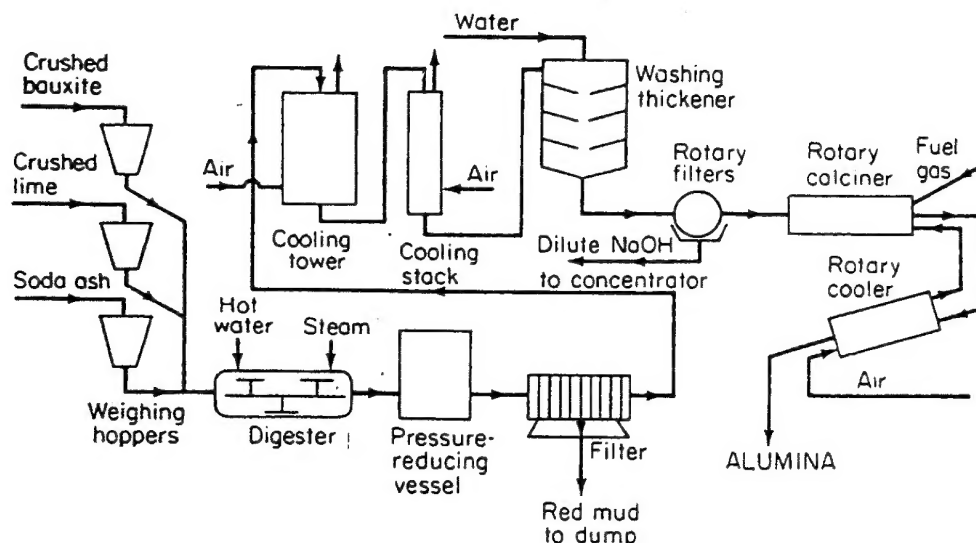 Water
Crushed
bauxite
Washing
thickener
Crushed
lime
Air
Air
Rotary
filters
Rotary
calciner
Fuel
gas
Cooling
tower
Cooling
stack
Dilute NaOH
to concentrator
Soda ash
Hot
water
Steam
Rotary
cooler
Air
Weighing
hoppers
Digester
Pressure-
reducing
vessel
Filter
ALUMINA
Red mud
to dump